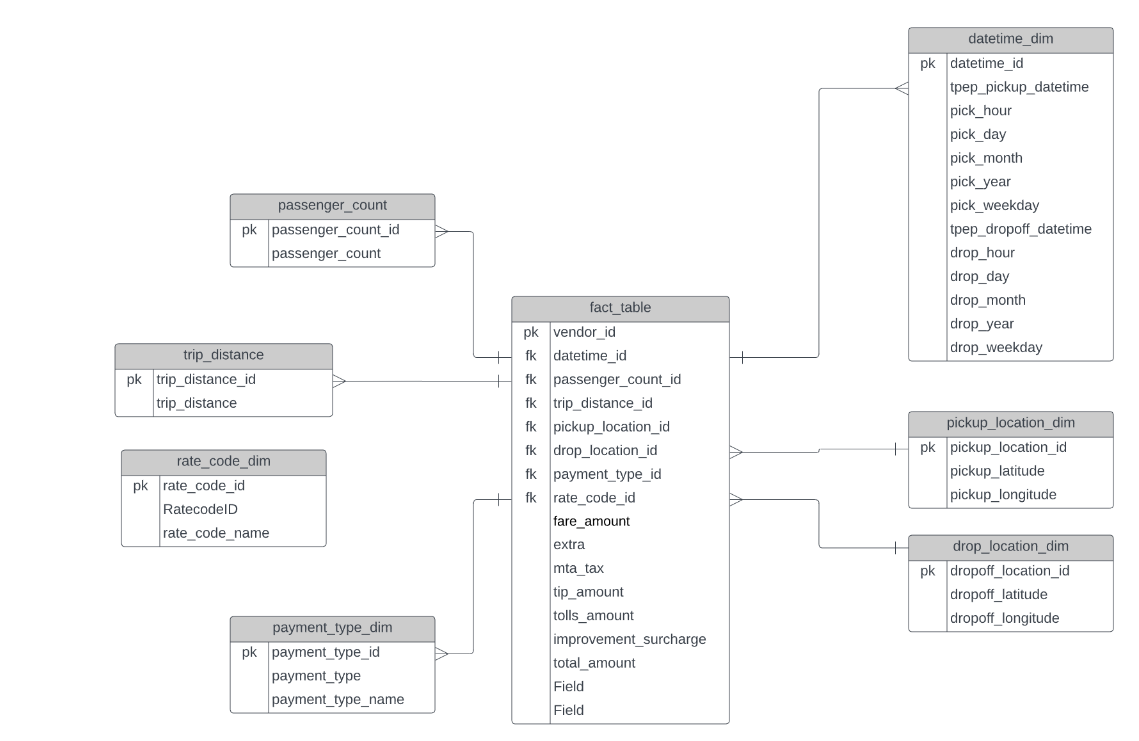 datetime_dim
pk datetime_id
tpep_pickup_datetime
pick_hour
pick_day
pick_month
pick_year
pick_weekday
tpep_dropoff_datetime
drop_hour
drop_day
drop_month
drop_year
drop_weekday
passenger_count
pk passenger_count_id
passenger_count
fact_table
pk vendor_id
fk datetime_id
fk passenger_count_id
fk trip_distance_id
fk pickup_location_id
fk drop_location_id
fk payment_type_id
fk rate_code_id
fare_amount
extra
mta_tax
tip_amount
tolls_amount
improvement_surcharge
total_amount
Field
Field
trip_distance
pk trip_distance_id
trip_distance
pickup_location_dim
pk pickup_location_id
pickup_latitude
pickup_longitude
rate_code_dim
pk rate_code_id
RatecodeID
rate_code_name
drop_location_dim
pk dropoff_location_id
dropoff_latitude
dropoff_longitude
payment_type_dim
pk payment_type_id
payment_type
payment_type_name